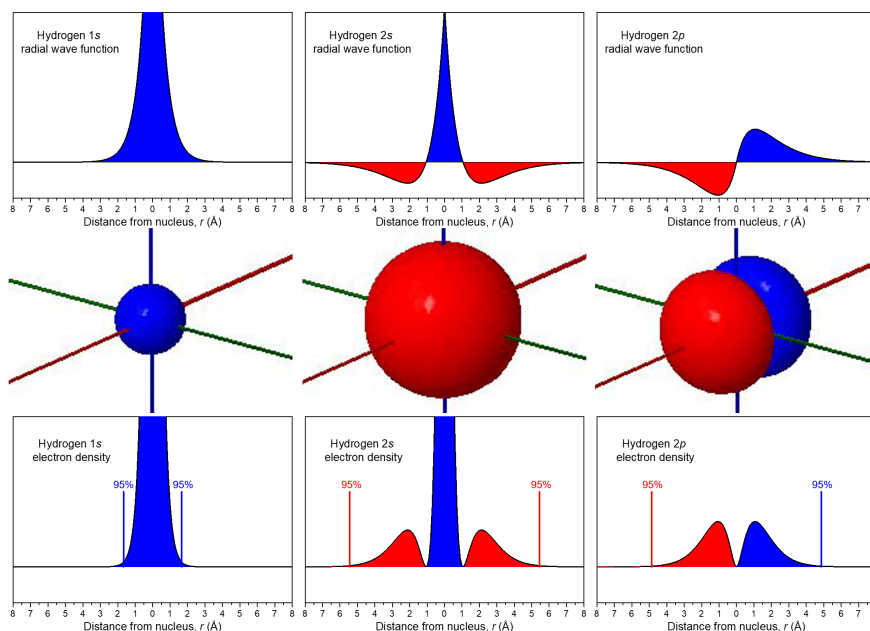 Hydrogen 1s
radial wave function
8 7 6 5 4 3 2 1 0 1 2 3 4 5 6 7 8
Distance from nucleus, r (Å)
Hydrogen 2s
radial wave function
8 7 6 5 4 3 2 1 0 1 2 3 4 5 6 7 8
Distance from nucleus, r (Å)
Hydrogen 2p
radial wave function
8 7 6 5 4 3 2 1 0 1 2 3 4 5 6 7
Distance from nucleus, r (Å)
Hydrogen 1s
electron density
95% 95%
8 7 6 5 4 3 2 1 0 1 2 3 4 5 6 7 8
Distance from nucleus, r (Å)
Hydrogen 2s
electron density
95% 95%
8 7 6 5 4 3 2 1 0 1 2 3 4 5 6 7 8
Distance from nucleus, r (Å)
Hydrogen 2p
electron density
95% 95%
8 7 6 5 4 3 2 1 0 1 2 3 4 5 6 7
Distance from nucleus, r (Å)